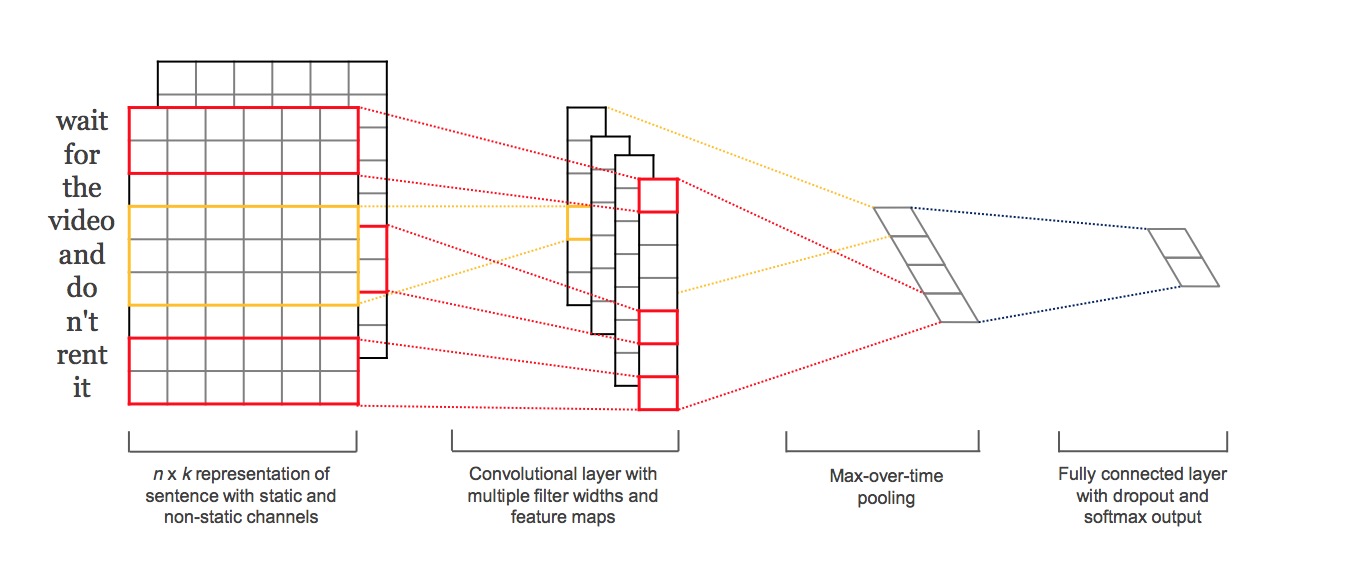 wait
for
the
video
and
do
n't
rent
it
n x k representation of
sentence with static and
non-static channels
Convolutional layer with
multiple filter widths and
feature maps
Max-over-time
pooling
Fully connected layer
with dropout and
softmax output